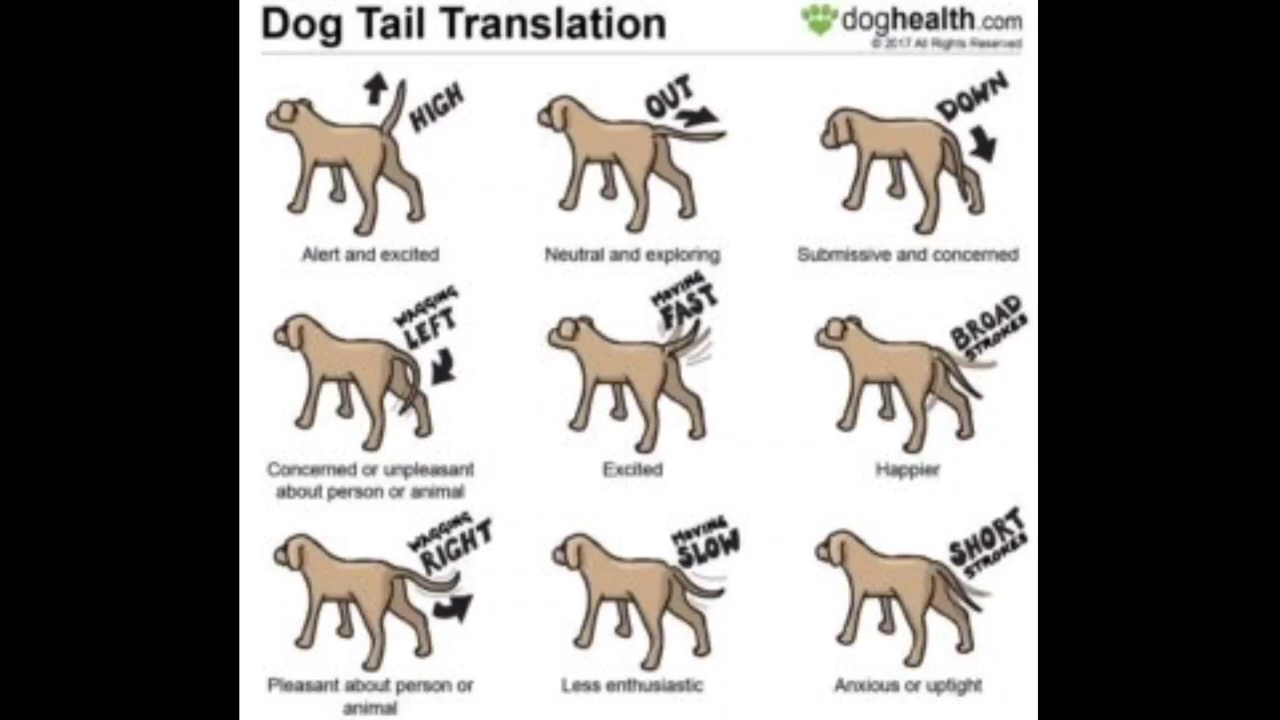 Dog Tail Translation
doghealth.com
© 2017 All Rights Reserved
HIGH
OUT
DOWN
Alert and excited
Neutral and exploring
Submissive and concerned
WAGGING
LEFT
MOVING
FAST
BROAD
STROKES
Concerned or unpleasant
about person or animal
Excited
Happier
WAGGING
RIGHT
MOVING
SLOW
SHORT
STROKES
Pleasant about person or
animal
Less enthusiastic
Anxious or uptight